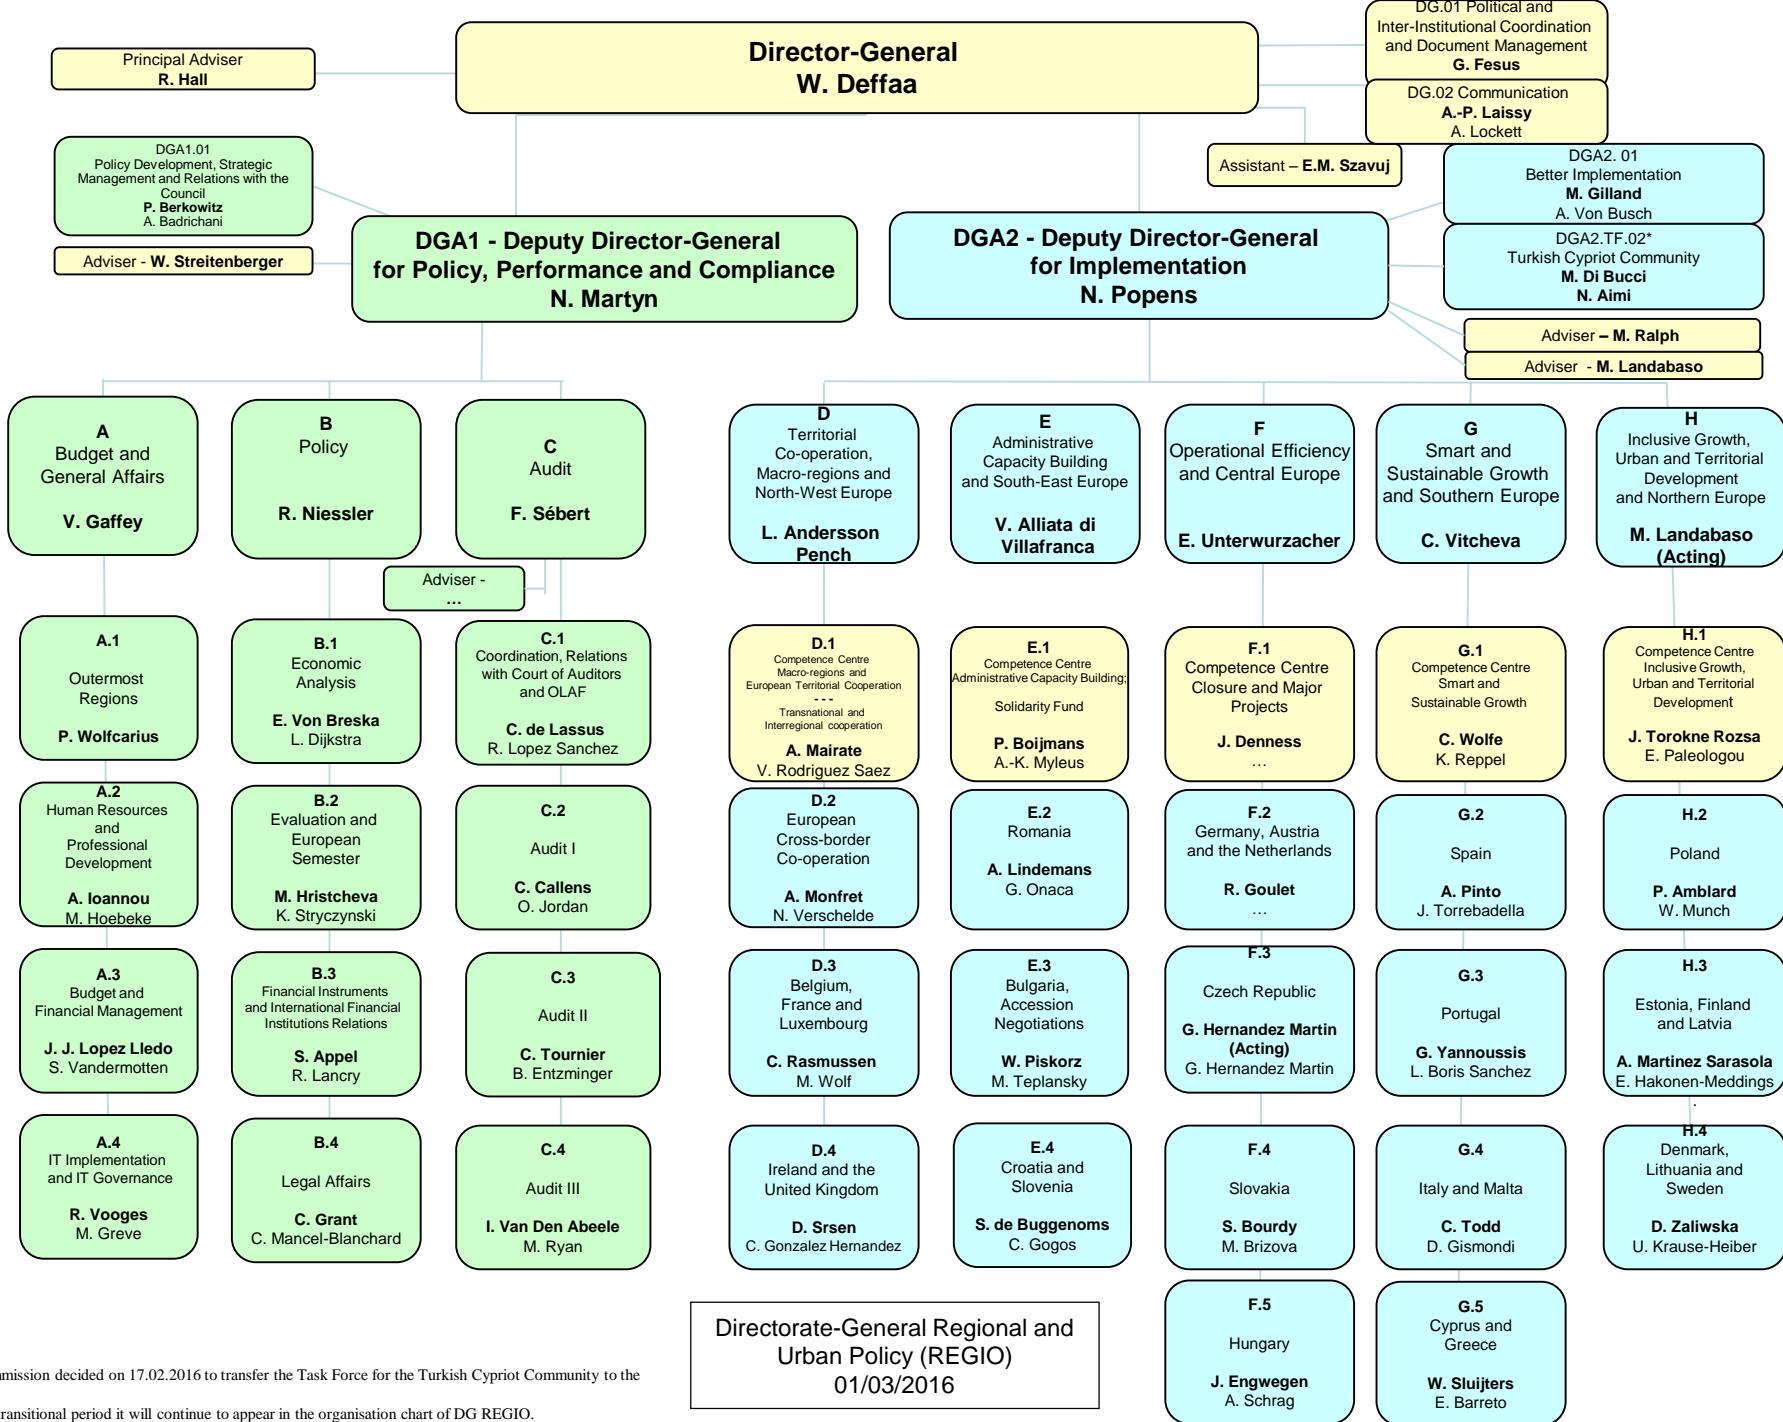 Director-General
W. Deffaa
Principal Adviser
R. Hall
DG.01 Political and
Inter-Institutional Coordination
and Document Management
G. Fesus
DG.02 Communication
A.-P. Laissy
A. Lockett
Assistant – E.M. Szavuj
DGA1.01
Policy Development, Strategic
Management and Relations with the
Council
P. Berkowitz
A. Badrichani
Adviser - W. Streitenberger
DGA1 - Deputy Director-General
for Policy, Performance and Compliance
N. Martyn
DGA2 - Deputy Director-General
for Implementation
N. Popens
DGA2. 01
Better Implementation
M. Gilland
A. Von Busch
DGA2.TF.02*
Turkish Cypriot Community
M. Di Bucci
N. Aimi
Adviser – M. Ralph
Adviser - M. Landabaso
A
Budget and
General Affairs
V. Gaffey
B
Policy
R. Niessler
C
Audit
F. Sébert
Adviser -
...
D
Territorial
Co-operation,
Macro-regions and
North-West Europe
L. Andersson
Pench
E
Administrative
Capacity Building
and South-East Europe
V. Alliata di
Villafranca
F
Operational Efficiency
and Central Europe
E. Unterwurzacher
G
Smart and
Sustainable Growth
and Southern Europe
C. Vitcheva
H
Inclusive Growth,
Urban and Territorial
Development
and Northern Europe
M. Landabaso
(Acting)
A.1
Outermost
Regions
P. Wolfcarius
B.1
Economic
Analysis
E. Von Breska
L. Dijkstra
C.1
Coordination, Relations
with Court of Auditors
and OLAF
C. de Lassus
R. Lopez Sanchez
D.1
Competence Centre
Macro-regions and
European Territorial Cooperation
- - -
Transnational and
Interregional cooperation
A. Mairate
V. Rodriguez Saez
E.1
Competence Centre
Administrative Capacity Building;
Solidarity Fund
P. Boijmans
A.-K. Myleus
F.1
Competence Centre
Closure and Major
Projects
J. Denness
...
G.1
Competence Centre
Smart and
Sustainable Growth
C. Wolfe
K. Reppel
H.1
Competence Centre
Inclusive Growth,
Urban and Territorial
Development
J. Torokne Rozsa
E. Paleologou
A.2
Human Resources
and
Professional
Development
A. Ioannou
M. Hoebeke
B.2
Evaluation and
European
Semester
M. Hristcheva
K. Stryczynski
C.2
Audit I
C. Callens
O. Jordan
D.2
European
Cross-border
Co-operation
A. Monfret
N. Verschelde
E.2
Romania
A. Lindemans
G. Onaca
F.2
Germany, Austria
and the Netherlands
R. Goulet
...
G.2
Spain
A. Pinto
J. Torrebadella
H.2
Poland
P. Amblard
W. Munch
A.3
Budget and
Financial Management
J. J. Lopez Lledo
S. Vandermotten
B.3
Financial Instruments
and International Financial
Institutions Relations
S. Appel
R. Lancry
C.3
Audit II
C. Tournier
B. Entzminger
D.3
Belgium,
France and
Luxembourg
C. Rasmussen
M. Wolf
E.3
Bulgaria,
Accession
Negotiations
W. Piskorz
M. Teplansky
F.3
Czech Republic
G. Hernandez Martin
(Acting)
G. Hernandez Martin
G.3
Portugal
G. Yannoussis
L. Boris Sanchez
H.3
Estonia, Finland
and Latvia
A. Martinez Sarasola
E. Hakonen-Meddings
.
A.4
IT Implementation
and IT Governance
R. Vooges
M. Greve
B.4
Legal Affairs
C. Grant
C. Mancel-Blanchard
C.4
Audit III
I. Van Den Abeele
M. Ryan
D.4
Ireland and the
United Kingdom
D. Srsen
C. Gonzalez Hernandez
E.4
Croatia and
Slovenia
S. de Buggenoms
C. Gogos
F.4
Slovakia
S. Bourdy
M. Brizova
G.4
Italy and Malta
C. Todd
D. Gismondi
H.4
Denmark,
Lithuania and
Sweden
D. Zaliwska
U. Krause-Heiber
F.5
Hungary
J. Engwegen
A. Schrag
G.5
Cyprus and
Greece
W. Sluijters
E. Barreto
Directorate-General Regional and
Urban Policy (REGIO)
01/03/2016
mission decided on 17.02.2016 to transfer the Task Force for the Turkish Cypriot Community to the
ransitional period it will continue to appear in the organisation chart of DG REGIO.